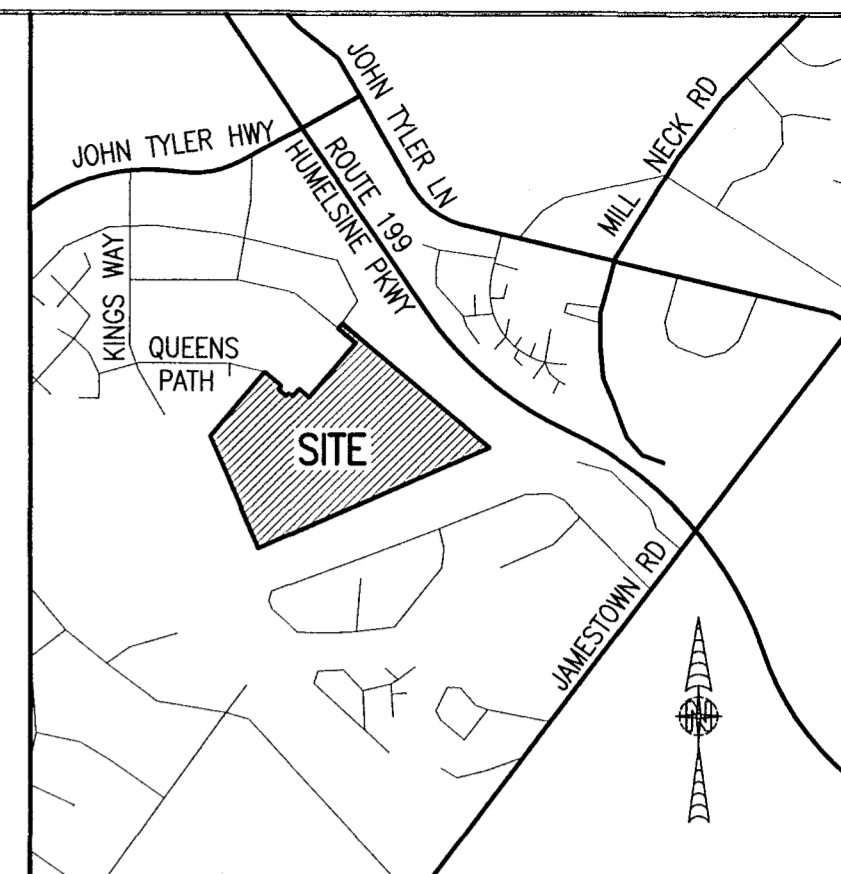 JOHN TYLER HWY
ROUTE 199
HUMELSINE PKWY
JOHN TYLER LN
MILL NECK RD
KINGS WAY
QUEENS
PATH
SITE
JAMESTOWN RD
N